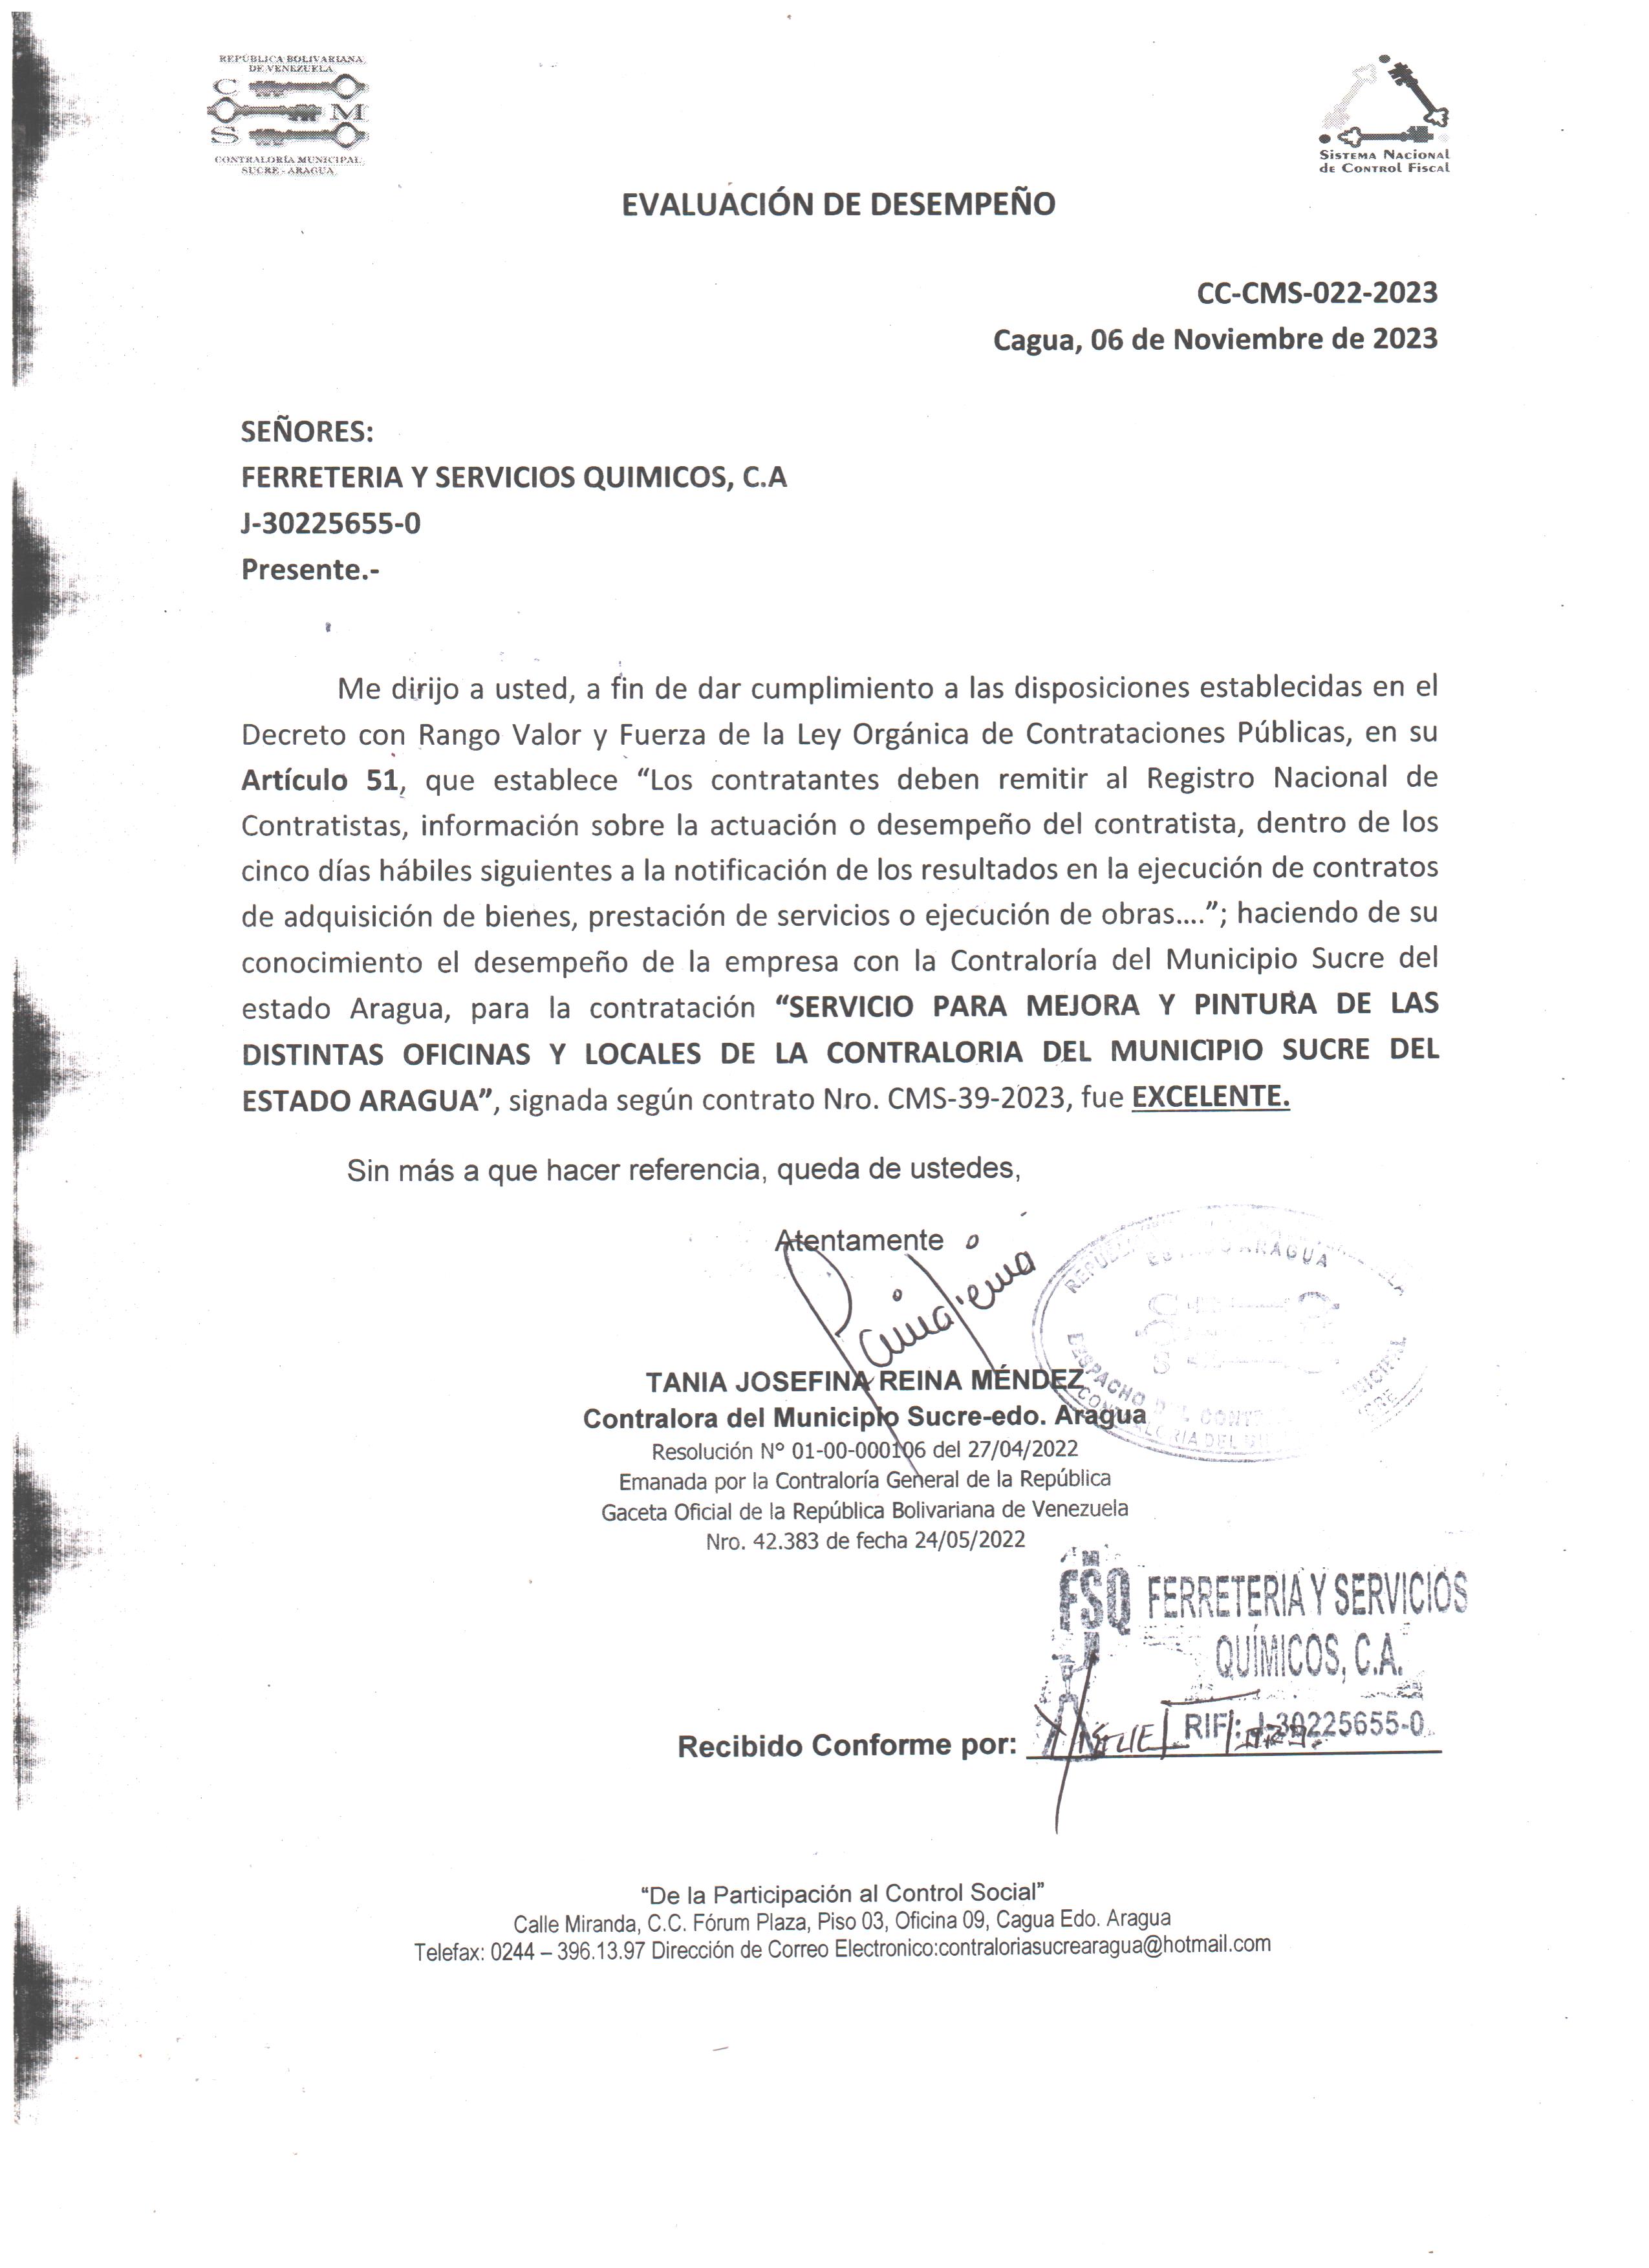 REPÚBLICA BOLIVARIANA
DE VENEZUELA
C
M
S
CONTRALORÍA MUNICIPAL
SUCRE - ARAGUA
SISTEMA NACIONAL
DE CONTROL FISCAL
EVALUACIÓN DE DESEMPEÑO
CC-CMS-022-2023
Cagua, 06 de Noviembre de 2023
SEÑORES:
FERRETERIA Y SERVICIOS QUIMICOS, C.A
J-30225655-0
Presente.-
Me dirijo a usted, a fin de dar cumplimiento a las disposiciones establecidas en el
Decreto con Rango Valor y Fuerza de la Ley Orgánica de Contrataciones Públicas, en su
Artículo 51, que establece “Los contratantes deben remitir al Registro Nacional de
Contratistas, información sobre la actuación o desempeño del contratista, dentro de los
cinco días hábiles siguientes a la notificación de los resultados en la ejecución de contratos
de adquisición de bienes, prestación de servicios o ejecución de obras....”; haciendo de su
conocimiento el desempeño de la empresa con la Contraloría del Municipio Sucre del
estado Aragua, para la contratación “SERVICIO PARA MEJORA Y PINTURA DE LAS
DISTINTAS OFICINAS Y LOCALES DE LA CONTRALORIA DEL MUNICIPIO SUCRE DEL
ESTADO ARAGUA”, signada según contrato Nro. CMS-39-2023, fue EXCELENTE.
Sin más a que hacer referencia, queda de ustedes,
Atentamente
ARAGUA
DESPACHO
TANIA JOSEFINA REINA MÉNDEZ
Contralora del Municipio Sucre-edo. Aragua
Resolución N° 01-00-000106 del 27/04/2022
Emanada por la Contraloría General de la República
Gaceta Oficial de la República Bolivariana de Venezuela
Nro. 42.383 de fecha 24/05/2022
FSQ FERRETERIA Y SERVICIOS
QUÍMICOS, C.A.
RIF: J-30225655-0
Recibido Conforme por:
“De la Participación al Control Social”
Calle Miranda, C.C. Fórum Plaza, Piso 03, Oficina 09, Cagua Edo. Aragua
Telefax: 0244 – 396.13.97 Dirección de Correo Electronico:contraloriasucrearagua@hotmail.com